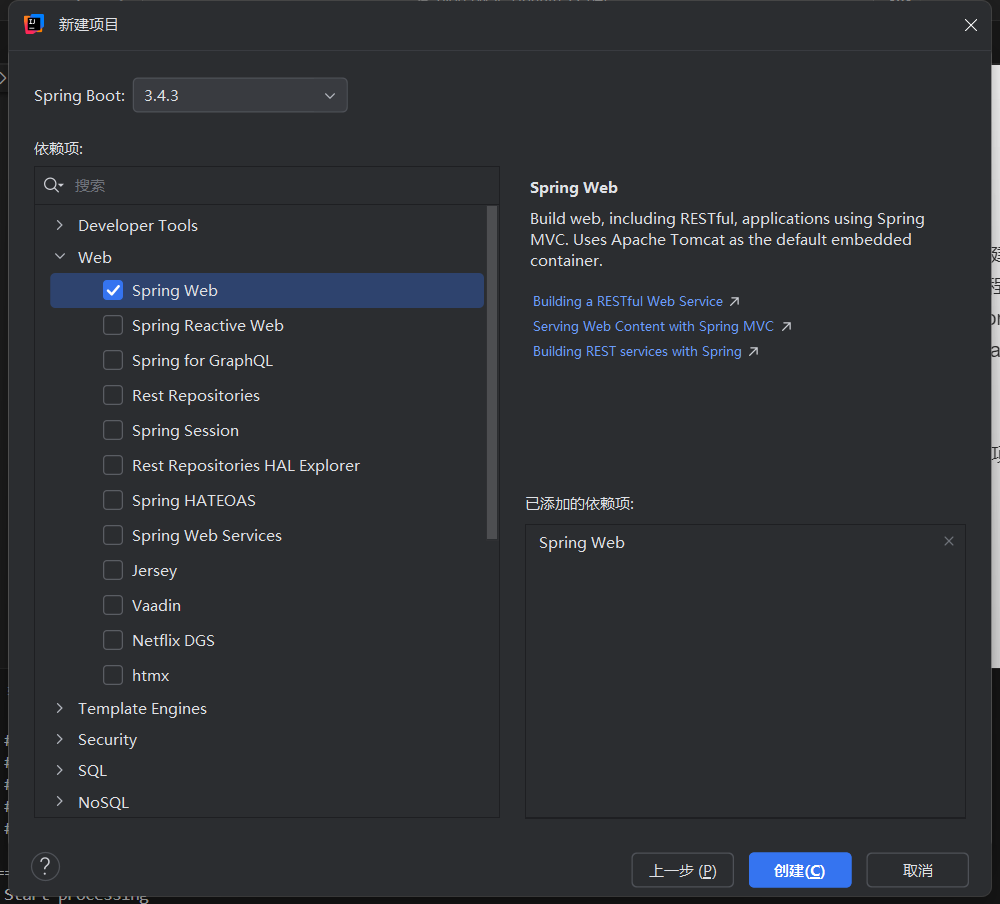 新建项目
Spring Boot:
3.4.3
依赖项:
搜索
Developer Tools
Web
Spring Web
Spring Reactive Web
Spring for GraphQL
Rest Repositories
Spring Session
Rest Repositories HAL Explorer
Spring HATEOAS
Spring Web Services
Jersey
Vaadin
Netflix DGS
htmx
Template Engines
Security
SQL
NoSQL
Spring Web
Build web, including RESTful, applications using Spring
MVC. Uses Apache Tomcat as the default embedded
container.
Building a RESTful Web Service
Serving Web Content with Spring MVC
Building REST services with Spring
已添加的依赖项:
Spring Web
?
上一步 (P)
创建(C)
取消
Start processing